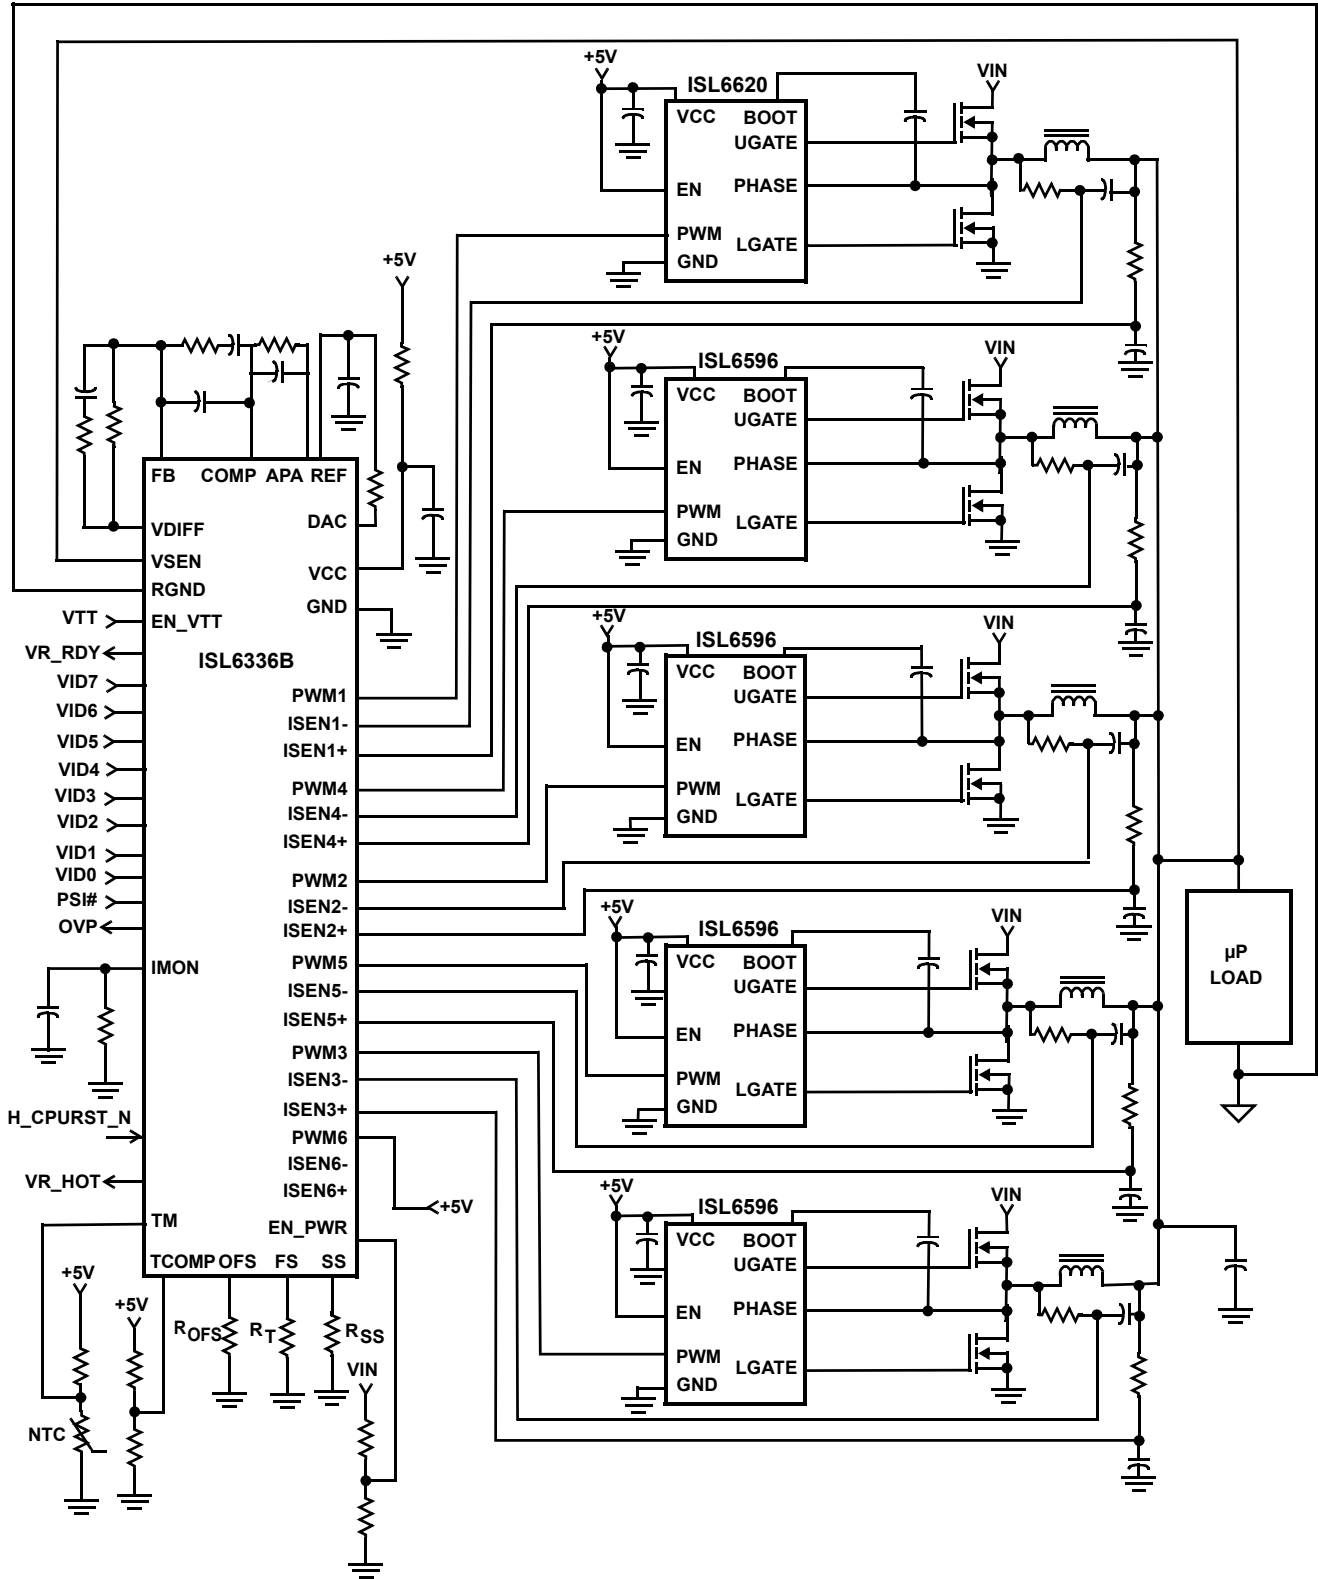 +5V
ISL6620
VIN
VCC
BOOT
UGATE
EN
PHASE
PWM
LGATE
GND
+5V
+5V
ISL6596
VIN
VCC
BOOT
UGATE
EN
PHASE
PWM
LGATE
GND
FB
COMP
APA
REF
VDIFF
DAC
VSEN
VCC
RGND
GND
VTT
EN_VTT
VR_RDY
ISL6336B
VID7
VID6
VID5
VID4
VID3
VID2
VID1
VID0
PSI#
OVP
IMON
H_CPURST_N
VR_HOT
TM
PWM1
ISEN1-
ISEN1+
PWM4
ISEN4-
ISEN4+
PWM2
ISEN2-
ISEN2+
PWM5
ISEN5-
ISEN5+
PWM3
ISEN3-
ISEN3+
PWM6
ISEN6-
ISEN6+
+5V
EN_PWR
TCOMP
OFS
FS
SS
+5V
ISL6596
VIN
VCC
BOOT
UGATE
EN
PHASE
PWM
LGATE
GND
+5V
ISL6596
VIN
VCC
BOOT
UGATE
EN
PHASE
PWM
LGATE
GND
µP
LOAD
+5V
ISL6596
VIN
VCC
BOOT
UGATE
EN
PHASE
PWM
LGATE
GND
+5V
+5V
ROFS
RT
RSS
VIN
NTC